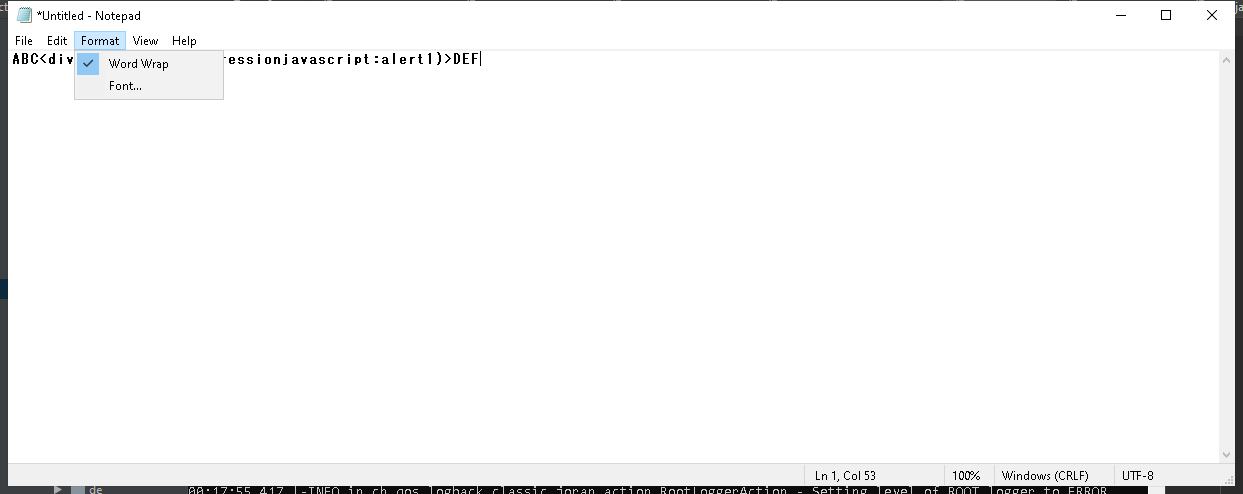 *Untitled - Notepad
File Edit Format View Help
ABC<div
ressionjavascript:alert1)>DEF
Word Wrap
Font...
Ln 1, Col 53
100%
Windows (CRLF)
UTF-8
de
00:17:55,417 |-INFO in ch.qos.logback.classic.joran.action.RootLoggerAction - Setting level of ROOT logger to ERROR